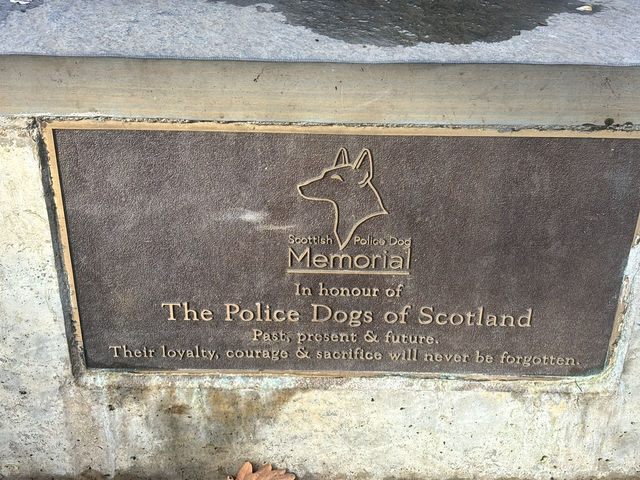 Scottish Police Dog
Memorial
In honour of
The Police Dogs of Scotland
Past, present & future.
Their loyalty, courage & sacrifice will never be forgotten.